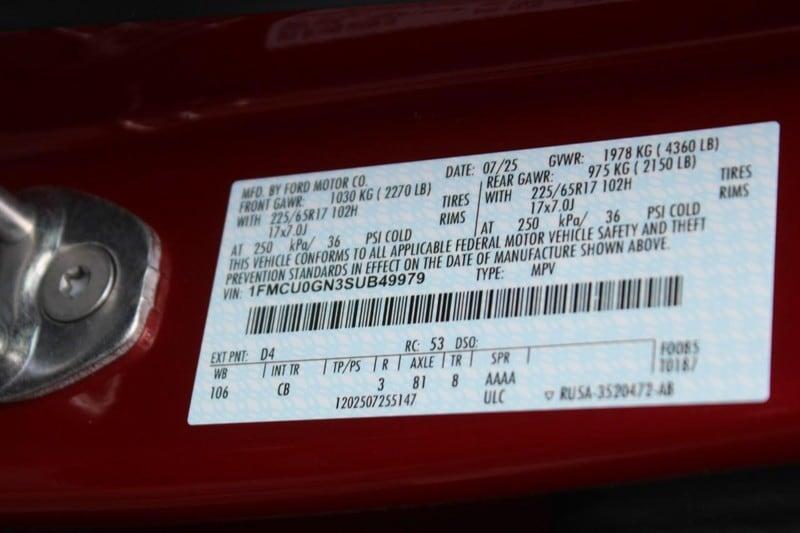 MFD. BY FORD MOTOR CO. DATE: 07/25 GVWR: 1978 KG ( 4360 LB)
FRONT GAWR: 1030 KG ( 2270 LB) REAR GAWR: 975 KG ( 2150 LB)
WITH 225/65R17 102H TIRES WITH 225/65R17 102H TIRES
17x7.0J RIMS 17x7.0J RIMS
AT 250 kPa/ 36 PSI COLD AT 250 kPa/ 36 PSI COLD
THIS VEHICLE CONFORMS TO ALL APPLICABLE FEDERAL MOTOR VEHICLE SAFETY AND THEFT
PREVENTION STANDARDS IN EFFECT ON THE DATE OF MANUFACTURE SHOWN ABOVE.
VIN: 1FMCU0GN3SUB49979 TYPE: MPV
EXT PNT: D4 RC: 53 DSO: F0085
WB INT TR TP/PS R AXLE TR SPR T0187
106 CB 3 81 8 AAAA
1202507255147 ULC ▽ RU5A-3520472-AB